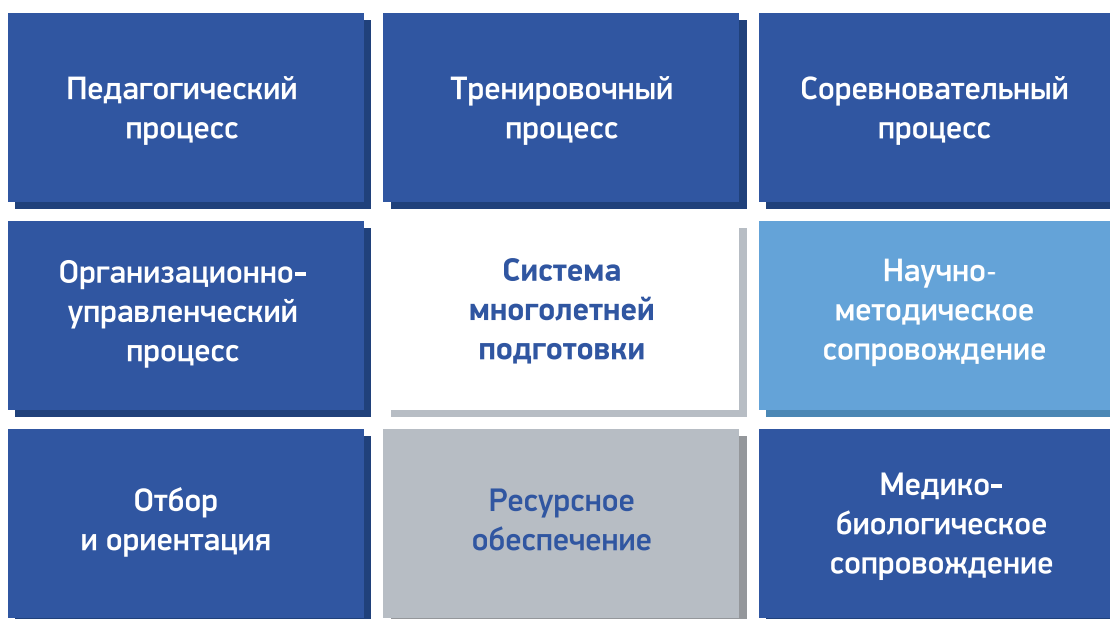 Педагогический
процесс
Тренировочный
процесс
Соревновательный
процесс
Организационно-
управленческий
процесс
Система
многолетней
подготовки
Научно-
методическое
сопровождение
Отбор
и ориентация
Ресурсное
обеспечение
Медико-
биологическое
сопровождение